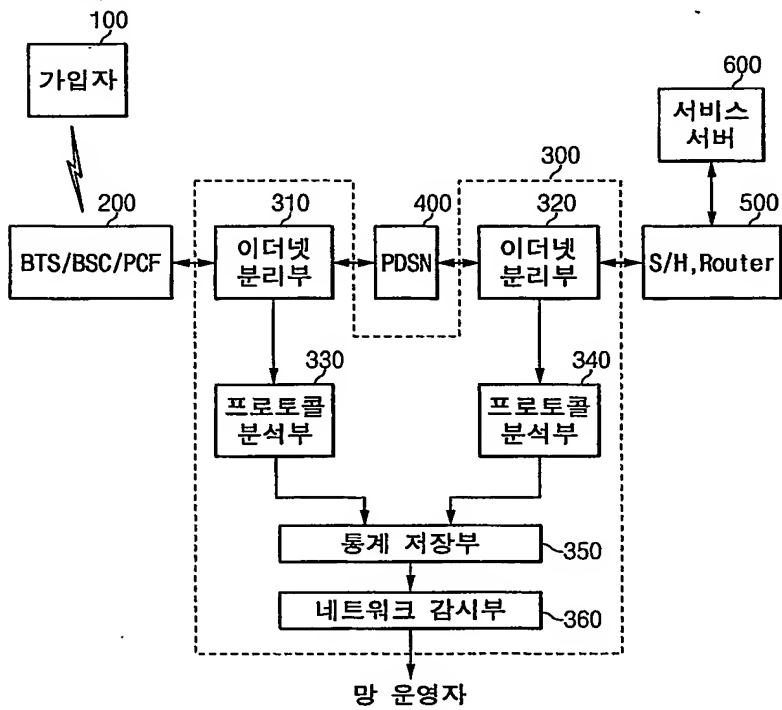 100
가입자
600
서비스
서버
300
200
310
400
320
500
BTS/BSC/PCF
이더넷
분리부
PDSN
이더넷
분리부
S/H,Router
330
프로토콜
분석부
340
프로토콜
분석부
통계 저장부
350
네트워크 감시부
360
망 운영자